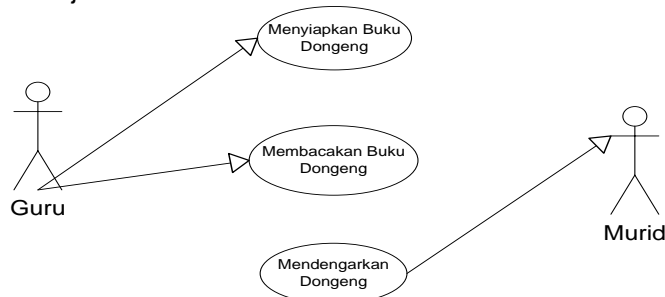 Menyiapkan Buku
Dongeng
Membacakan Buku
Dongeng
Guru
Murid
Mendengarkan
Dongeng